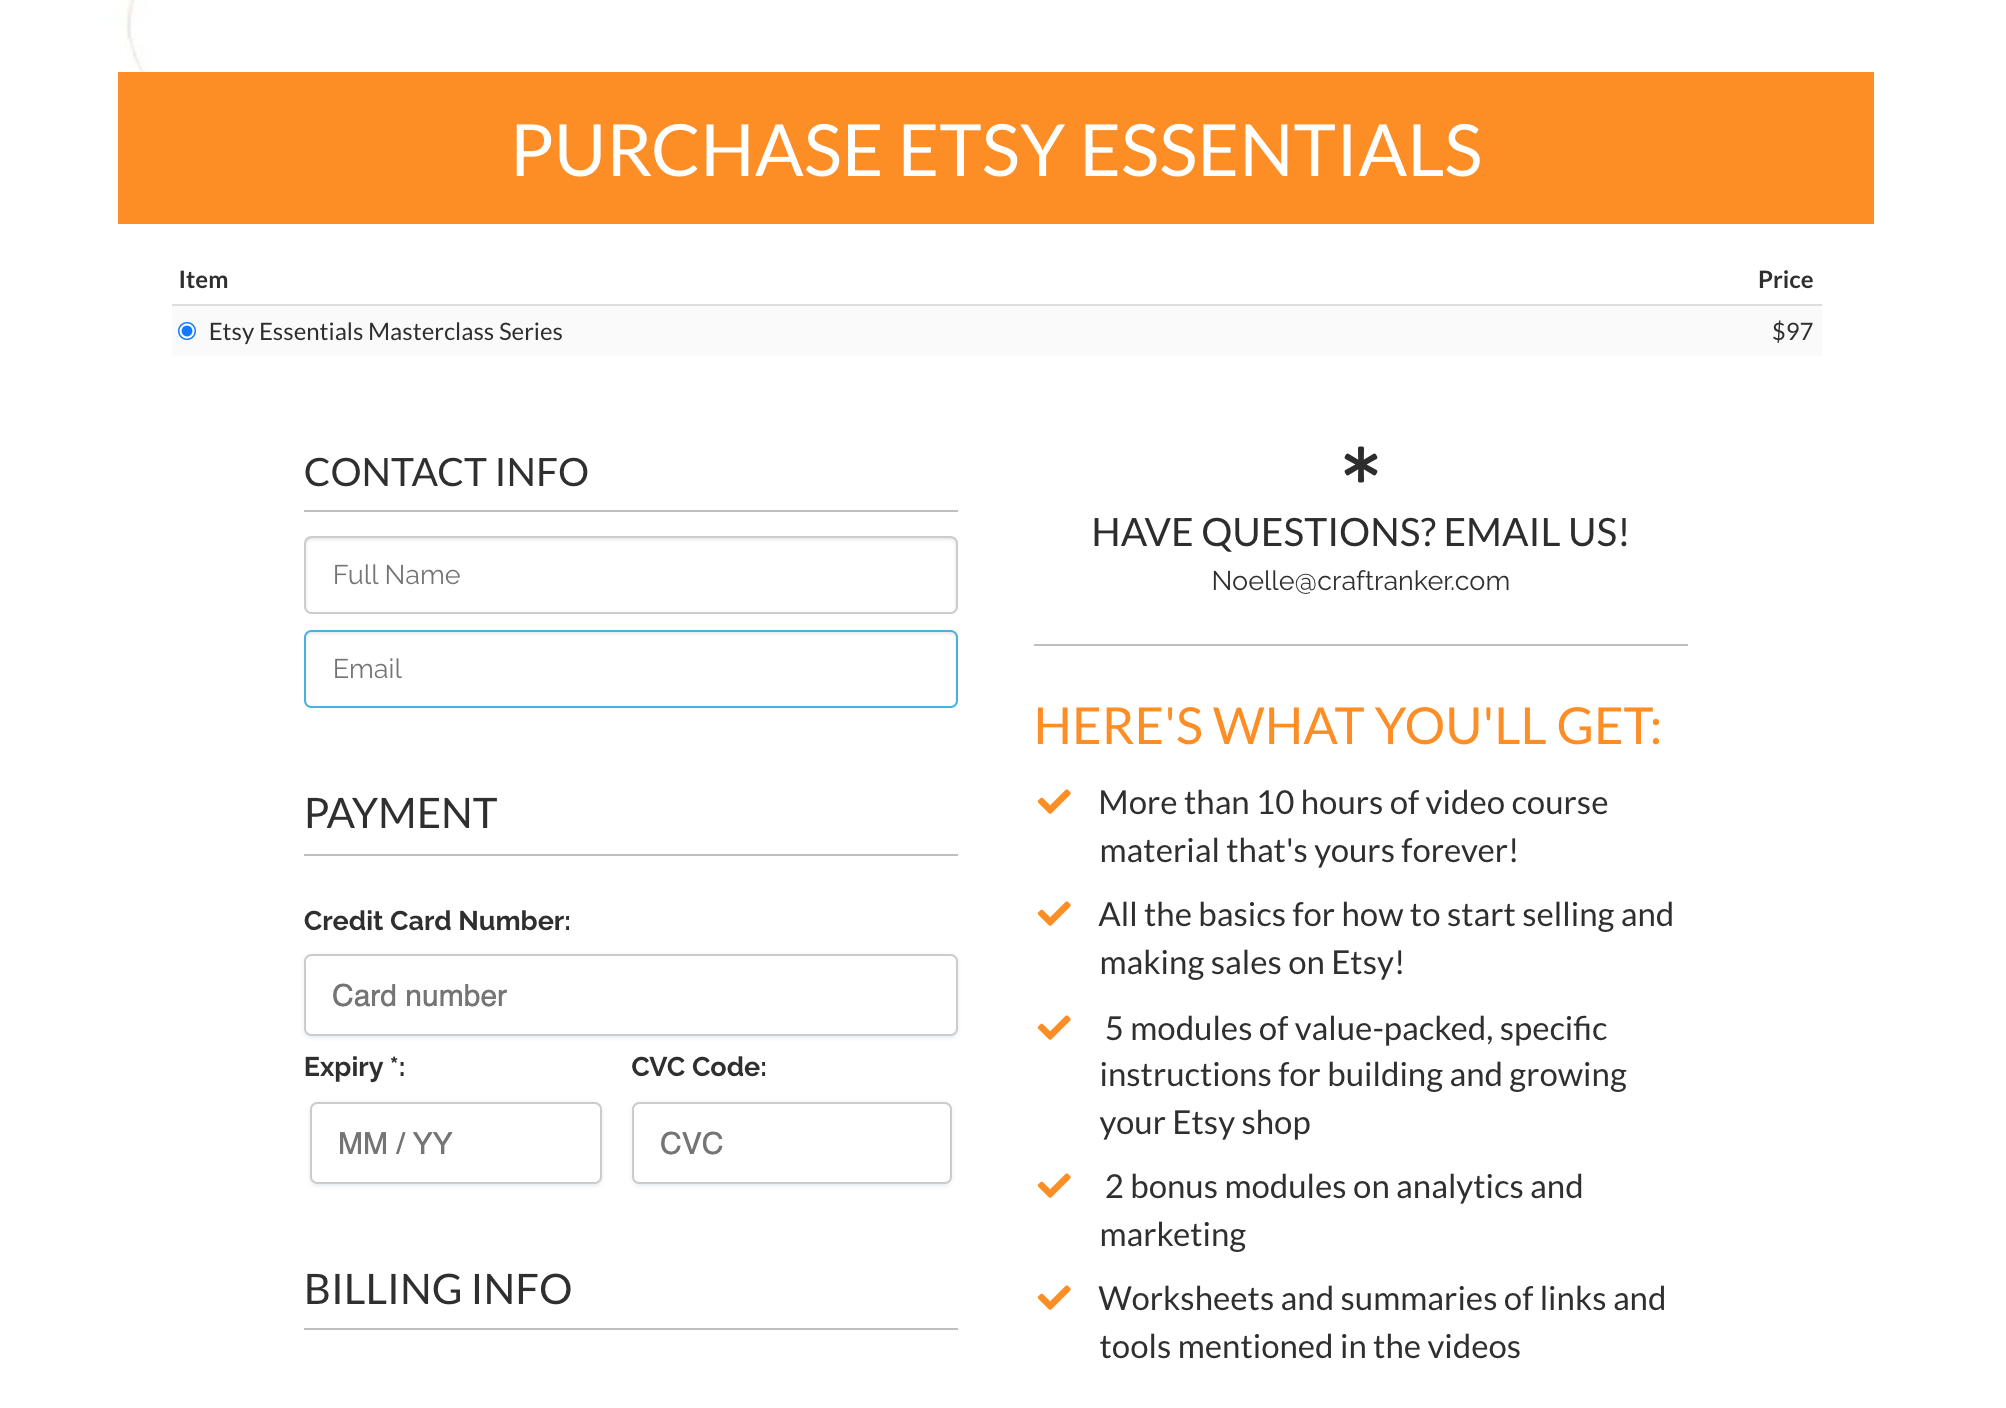 PURCHASE ETSY ESSENTIALS
Item Price
Etsy Essentials Masterclass Series $97
CONTACT INFO
Full Name
Email
PAYMENT
Credit Card Number:
Card number
Expiry *: CVC Code:
MM / YY CVC
BILLING INFO
*
HAVE QUESTIONS? EMAIL US!
Noelle@craftranker.com
HERE'S WHAT YOU'LL GET:
More than 10 hours of video course
material that's yours forever!
All the basics for how to start selling and
making sales on Etsy!
5 modules of value-packed, specific
instructions for building and growing
your Etsy shop
2 bonus modules on analytics and
marketing
Worksheets and summaries of links and
tools mentioned in the videos